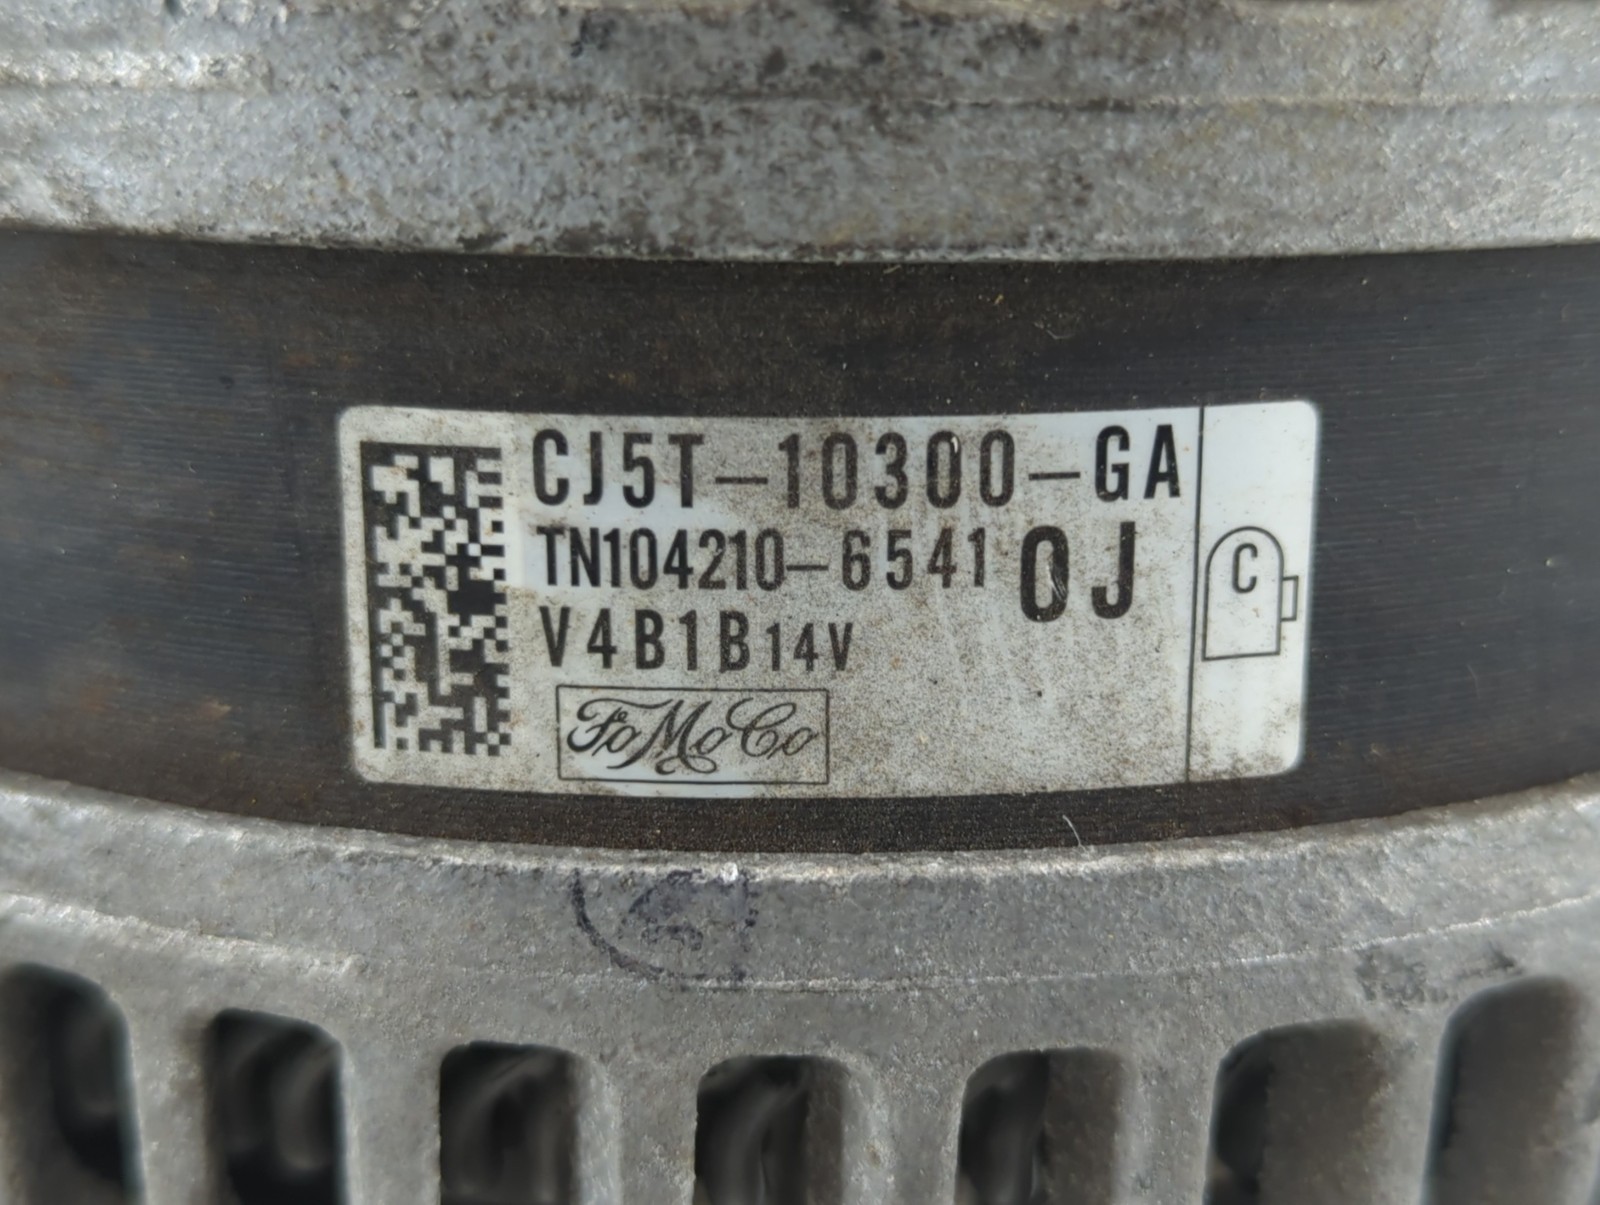 CJ5T-10300-GA
TN104210-6541 0J
V4B1B14V
FoMoCo
C